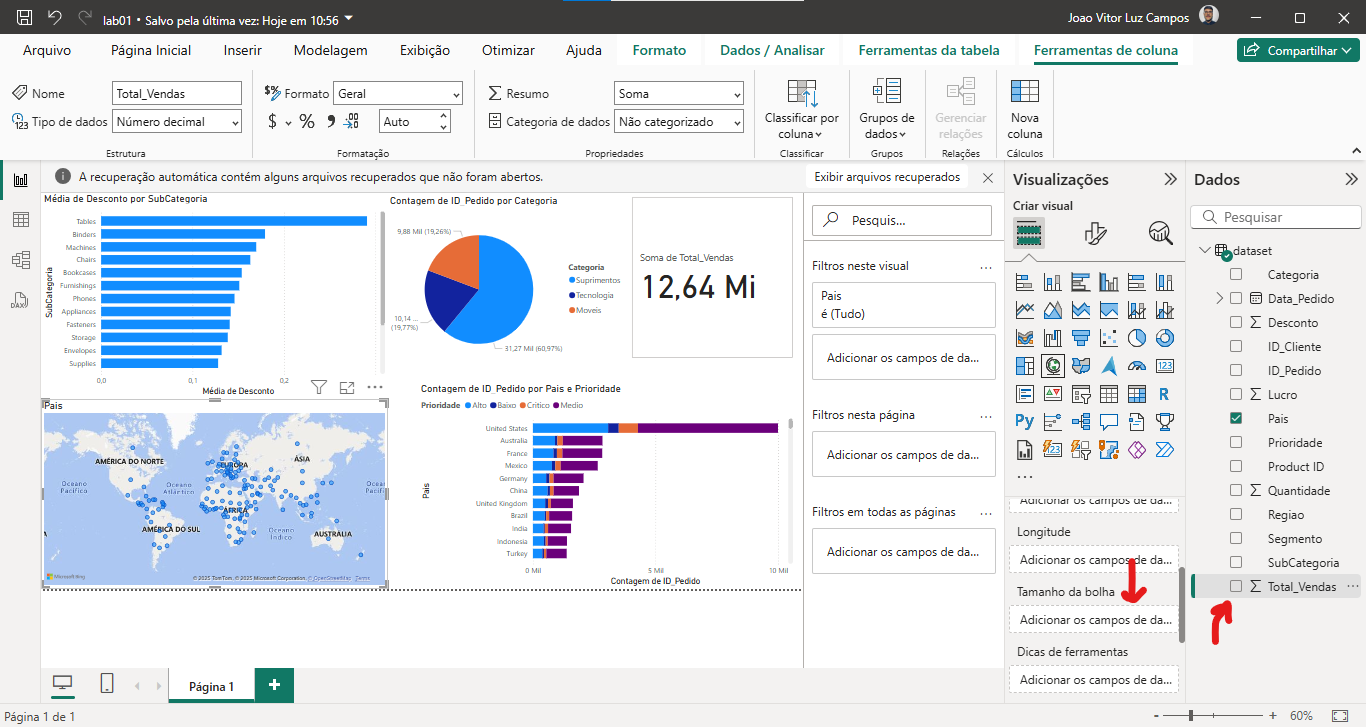 lab01 • Salvo pela última vez: Hoje em 10:56
Joao Vitor Luz Campos
Arquivo Página Inicial Inserir Modelagem Exibição Otimizar Ajuda Formato Dados / Analisar Ferramentas da tabela Ferramentas de coluna
Compartilhar
Nome Total_Vendas
Tipo de dados Número decimal
Estrutura
Formato Geral
$ % Auto
Formatação
Resumo Soma
Categoria de dados Não categorizado
Propriedades
Classificar por coluna
Classificar
Grupos de dados
Grupos
Gerenciar relações
Relações
Nova coluna
Cálculos
A recuperação automática contém alguns arquivos recuperados que não foram abertos.
Exibir arquivos recuperados
Média de Desconto por SubCategoria
SubCategoria
Tables
Binders
Machines
Chairs
Bookcases
Furnishings
Phones
Appliances
Fasteners
Storage
Envelopes
Supplies
0,0 0,1 0,2
Média de Desconto
Contagem de ID_Pedido por Categoria
9,88 Mil (19,26%)
10,14 ...
(19,77%)
31,27 Mil (60,97%)
Categoria
Suprimentos
Tecnologia
Moveis
Soma de Total_Vendas
12,64 Mi
Pais
AMÉRICA DO NORTE
EUROPA
ÁSIA
Oceano
Pacífico
Oceano
Atlântico
ÁFRICA
AMÉRICA DO SUL
Oceano
Índico
AUSTRÁLIA
Oceano
Pacífico
Microsoft Bing
© 2025 TomTom, © 2025 Microsoft Corporation, © OpenStreetMap Terms
Contagem de ID_Pedido por Pais e Prioridade
Prioridade Alto Baixo Critico Medio
Pais
United States
Australia
France
Mexico
Germany
China
United Kingdom
Brazil
India
Indonesia
Turkey
0 Mil 5 Mil 10 Mil
Contagem de ID_Pedido
Pesquis...
Filtros neste visual ...
Pais
é (Tudo)
Adicionar os campos de da...
Filtros nesta página ...
Adicionar os campos de da...
Filtros em todas as páginas ...
Adicionar os campos de da...
Visualizações
Criar visual
123
R
Py
...
Adicionar os campos de da...
Longitude
Adicionar os campos de da...
Tamanho da bolha
Adicionar os campos de da...
Dicas de ferramentas
Adicionar os campos de da...
Dados
Pesquisar
dataset
Categoria
Data_Pedido
Desconto
ID_Cliente
ID_Pedido
Lucro
Pais
Prioridade
Product ID
Quantidade
Regiao
Segmento
SubCategoria
Total_Vendas ...
Página 1
+
Página 1 de 1
- + 60%